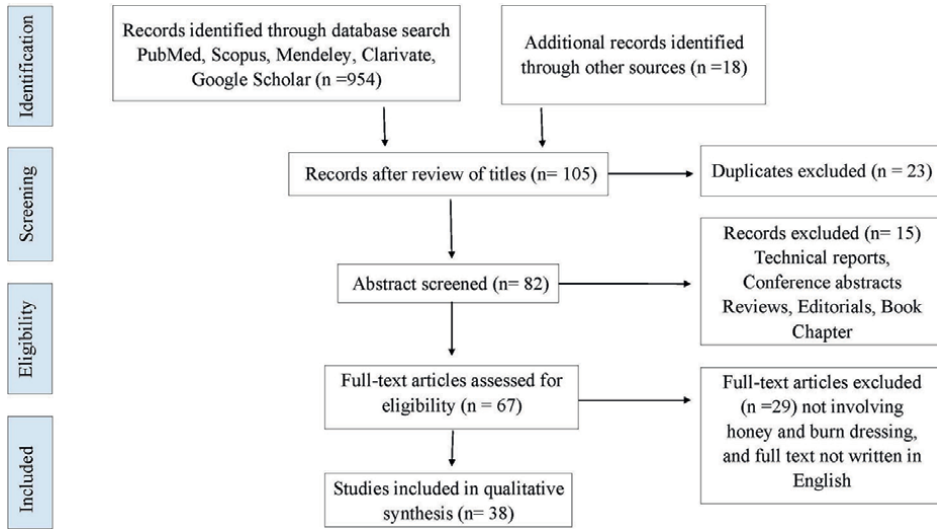 Identification
Records identified through database search
PubMed, Scopus, Mendeley, Clarivate,
Google Scholar (n =954)
Additional records identified
through other sources (n =18)
Screening
Records after review of titles (n= 105)
Duplicates excluded (n = 23)
Abstract screened (n= 82)
Records excluded (n= 15)
Technical reports,
Conference abstracts
Reviews, Editorials, Book
Chapter
Eligibility
Full-text articles assessed for
eligibility (n = 67)
Full-text articles excluded
(n =29) not involving
honey and burn dressing,
and full text not written in
English
Included
Studies included in qualitative
synthesis (n= 38)